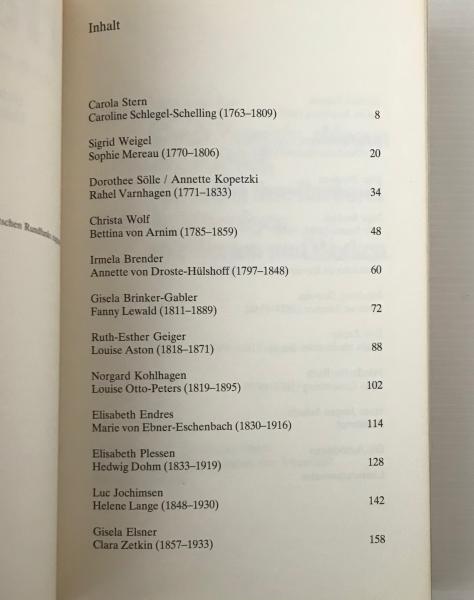 Inhalt
Carola Stern
Caroline Schlegel-Schelling (1763–1809) 8
Sigrid Weigel
Sophie Mereau (1770–1806) 20
Dorothee Sölle / Annette Kopetzki
Rahel Varnhagen (1771–1833) 34
Christa Wolf
Bettina von Arnim (1785–1859) 48
Irmela Brender
Annette von Droste-Hülshoff (1797–1848) 60
Gisela Brinker-Gabler
Fanny Lewald (1811–1889) 72
Ruth-Esther Geiger
Louise Aston (1818–1871) 88
Norgard Kohlhagen
Louise Otto-Peters (1819–1895) 102
Elisabeth Endres
Marie von Ebner-Eschenbach (1830–1916) 114
Elisabeth Plessen
Hedwig Dohm (1833–1919) 128
Luc Jochimsen
Helene Lange (1848–1930) 142
Gisela Elsner
Clara Zetkin (1857–1933) 158